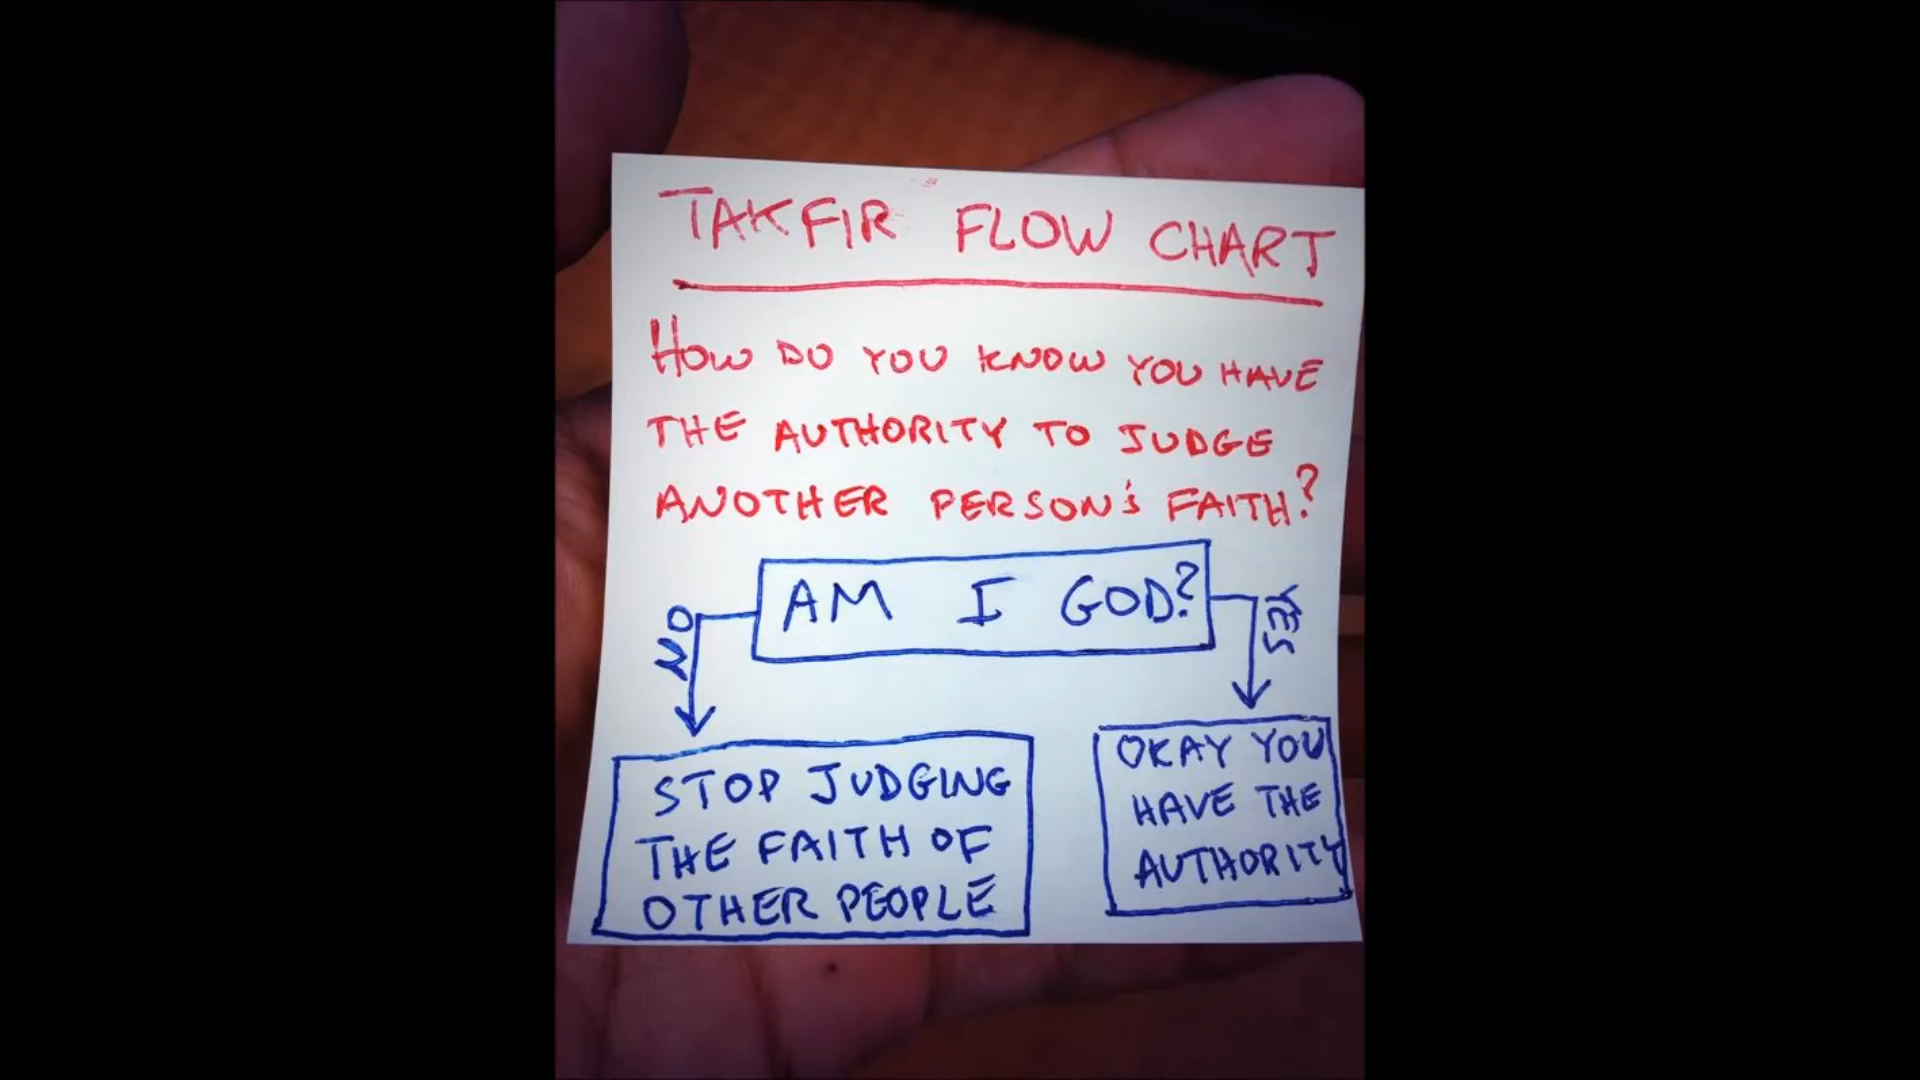 TAKFIR FLOW CHART
HOW DO YOU KNOW YOU HAVE
THE AUTHORITY TO JUDGE
ANOTHER PERSON'S FAITH?
AM I GOD?
NO
YES
STOP JUDGING
THE FAITH OF
OTHER PEOPLE
OKAY YOU
HAVE THE
AUTHORITY